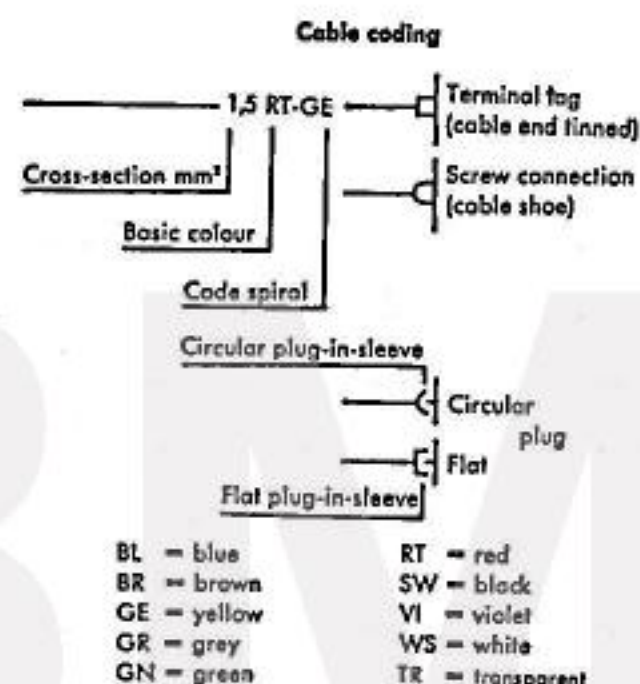 Cable coding
1,5 RT-GE
Terminal tag
(cable end tinned)
Cross-section mm²
Screw connection
(cable shoe)
Basic colour
Code spiral
Circular plug-in-sleeve
Circular
plug
Flat
Flat plug-in-sleeve
BL = blue
BR = brown
GE = yellow
GR = grey
GN = green
RT = red
SW = black
VI = violet
WS = white
TR = transparent